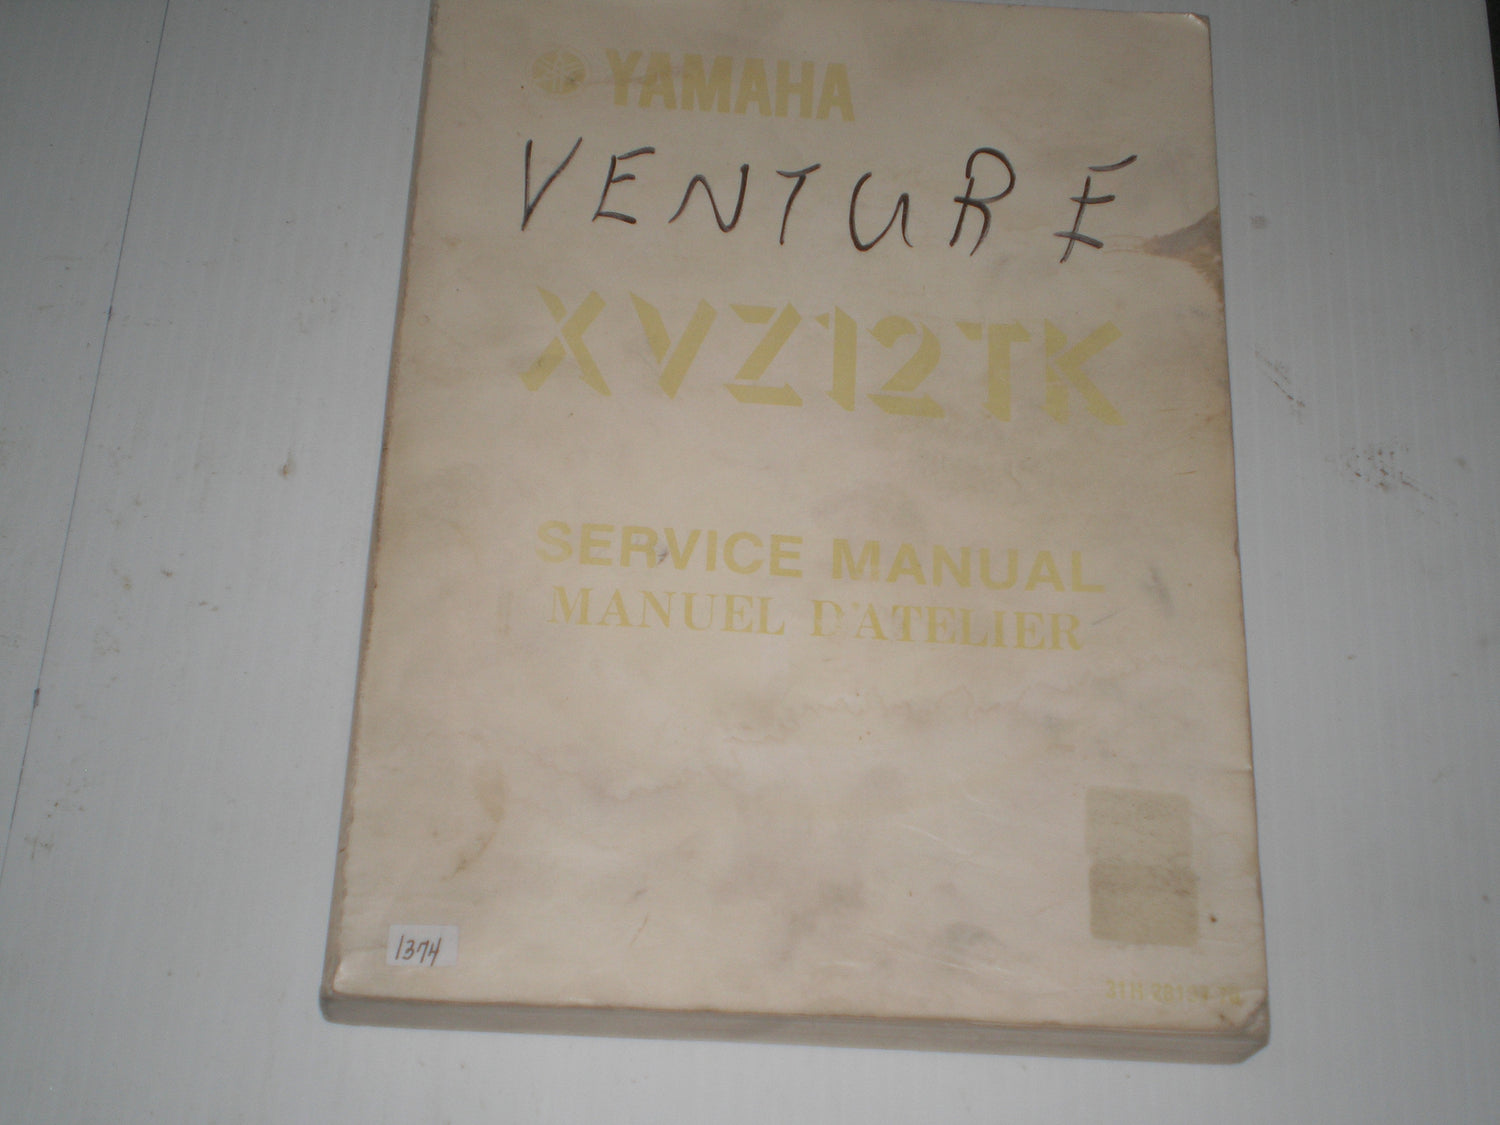 YAMAHA
VENTURE
XVZ12TK
SERVICE MANUAL
MANUEL D'ATELIER
1374